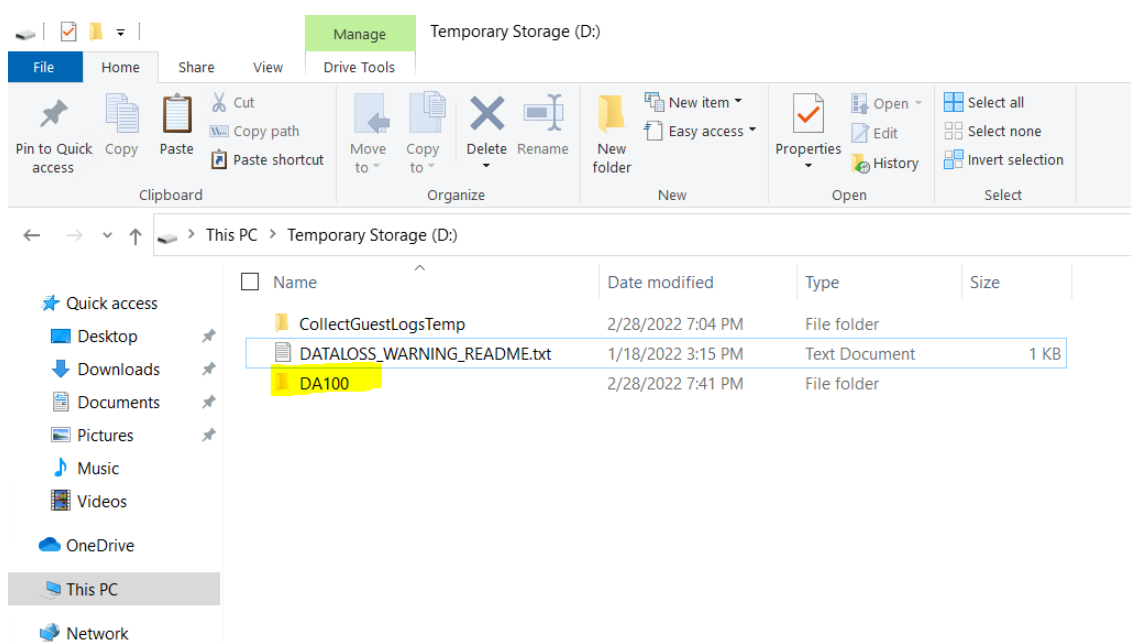 Manage Temporary Storage (D:)
File Home Share View Drive Tools
Pin to Quick access
Copy
Paste
Cut
Copy path
Paste shortcut
Clipboard
Move to
Copy to
Delete
Rename
Organize
New folder
New item
Easy access
New
Properties
Open
Edit
History
Open
Select all
Select none
Invert selection
Select
This PC > Temporary Storage (D:)
Quick access
Desktop
Downloads
Documents
Pictures
Music
Videos
OneDrive
This PC
Network
Name Date modified Type Size
CollectGuestLogsTemp 2/28/2022 7:04 PM File folder
DATALOSS_WARNING_README.txt 1/18/2022 3:15 PM Text Document 1 KB
DA100 2/28/2022 7:41 PM File folder